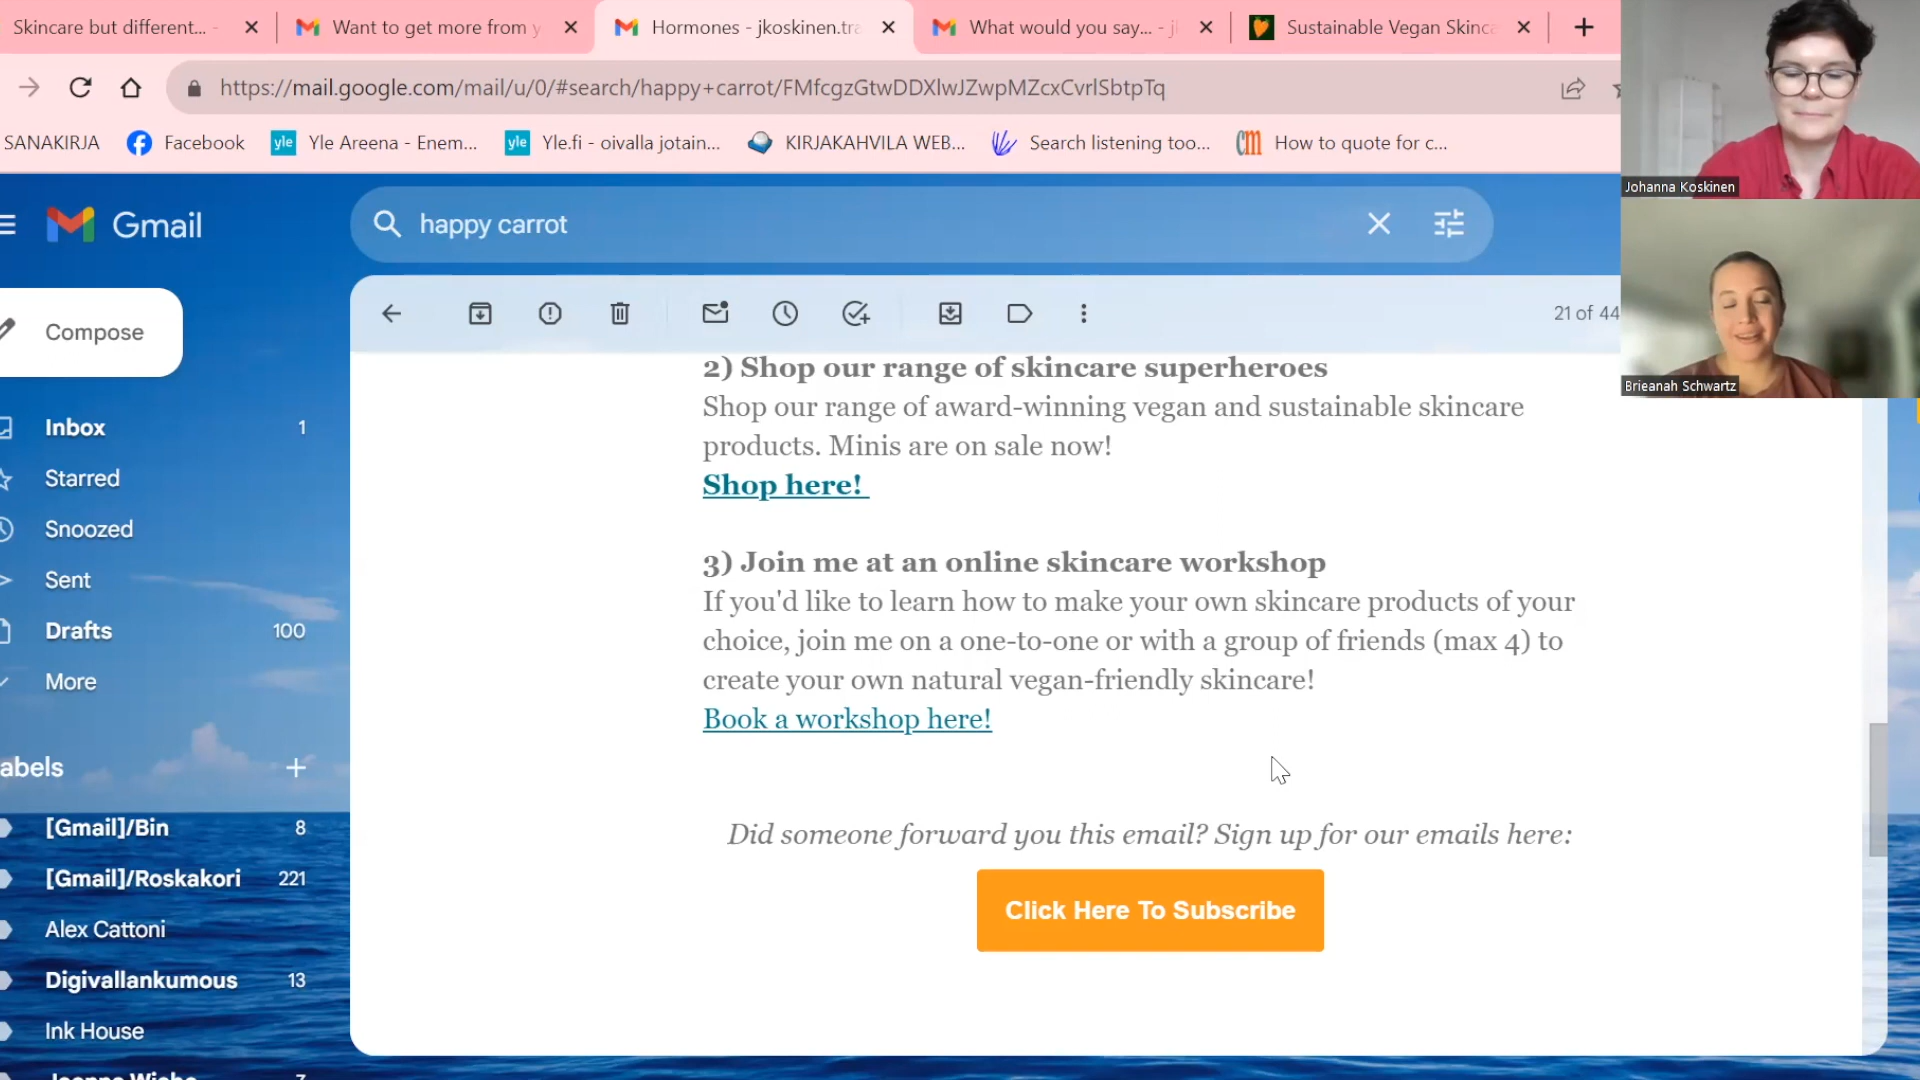 Skincare but different...
Want to get more from y
Hormones - jkoskinen.tra
What would you say... - j
Sustainable Vegan Skinca
https://mail.google.com/mail/u/0/#search/happy+carrot/FMfcgzGtwDDXlwJZwpMZcxCvrlSbtpTq
SANAKIRJA
Facebook
yle Yle Areena - Enem...
yle Yle.fi - oivalla jotain...
KIRJAKAHVILA WEB...
Search listening too...
CM How to quote for c...
Johanna Koskinen
Brieanah Schwartz
Gmail
happy carrot
21 of 44
Compose
Inbox 1
Starred
Snoozed
Sent
Drafts 100
More
abels
[Gmail]/Bin 8
[Gmail]/Roskakori 221
Alex Cattoni
Digivallankumous 13
Ink House
2) Shop our range of skincare superheroes
Shop our range of award-winning vegan and sustainable skincare
products. Minis are on sale now!
Shop here!
3) Join me at an online skincare workshop
If you'd like to learn how to make your own skincare products of your
choice, join me on a one-to-one or with a group of friends (max 4) to
create your own natural vegan-friendly skincare!
Book a workshop here!
Did someone forward you this email? Sign up for our emails here:
Click Here To Subscribe